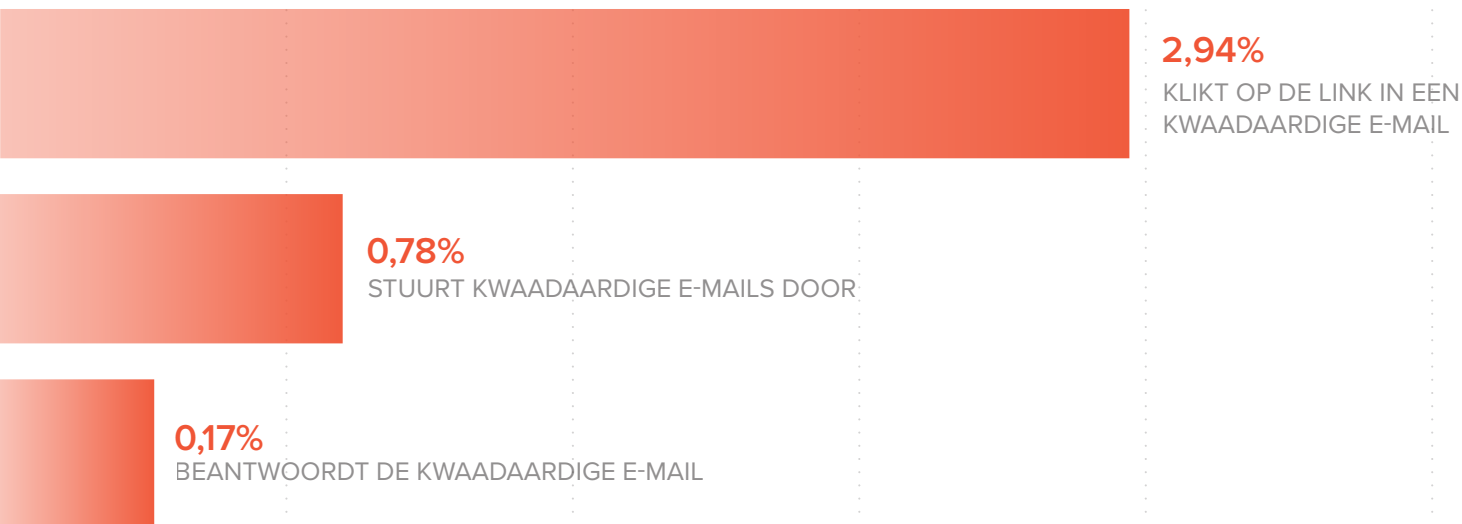 2,94%
KLIKT OP DE LINK IN EEN
KWAADAARDIGE E-MAIL
0,78%
STUURT KWAADAARDIGE E-MAILS DOOR
0,17%
BEANTWOORDT DE KWAADAARDIGE E-MAIL